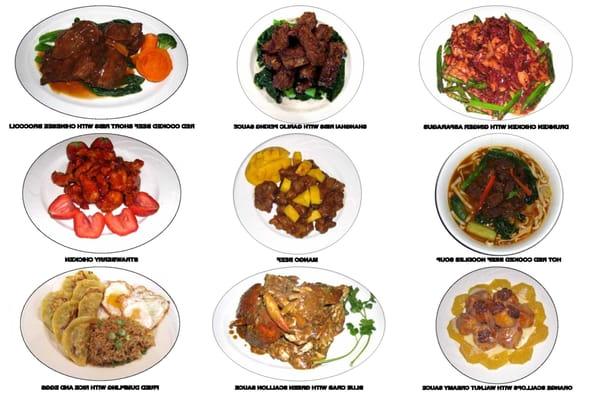 RED COOKED BEEF SHORT RIBS WITH CHINESE BROCCOLI
SHANGHAI RIBS WITH GARLIC PEKING SAUCE
DRUNKEN CHICKEN WITH GINGER ASPARAGUS
STRAWBERRY CHICKEN
MANGO BEEF
HOT RED COOKED BEEF NOODLES SOUP
FRIED DUMPLING WITH RICE AND EGGS
BLUE CRAB WITH GREEN SCALLION SAUCE
ORANGE SCALLOPS WITH WALNUT CREAMY SAUCE